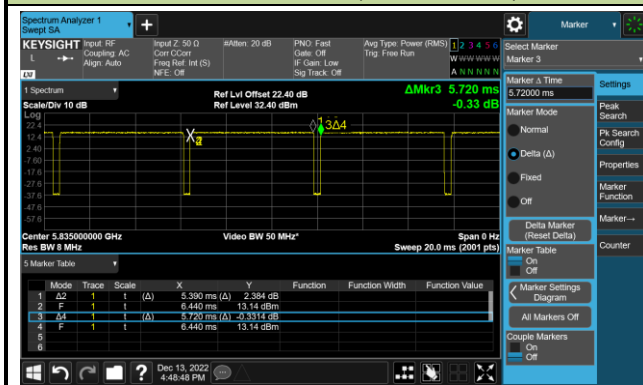 Spectrum Analyzer 1
Swept SA
+
Marker
KEYSIGHT
L
Input: RF
Coupling: AC
Align: Auto
Input Z: 50 Ω
Corr CCorr
Freq Ref: Int (S)
NFE: Off
#Atten: 20 dB
PNO: Fast
Gate: Off
IF Gain: Low
Sig Track: Off
Avg Type: Power (RMS)
Trig: Free Run
1 2 3 4 5 6
W W W W W W
A N N N N N
Select Marker
Marker 3
1 Spectrum
Scale/Div 10 dB
Log
Ref Lvl Offset 22.40 dB
Ref Level 32.40 dBm
ΔMkr3 5.720 ms
-0.33 dB
22.4
12.4
2.40
-7.60
-17.6
-27.6
-37.6
-47.6
-57.6
X
3Δ4
Center 5.835000000 GHz
Res BW 8 MHz
Video BW 50 MHz*
Span 0 Hz
Sweep 20.0 ms (2001 pts)
5 Marker Table
Mode Trace Scale X Y Function Function Width Function Value
1 Δ2 1 t (Δ) 5.390 ms (Δ) 2.384 dB
2 F 1 t 6.440 ms 13.14 dBm
3 Δ4 1 t (Δ) 5.720 ms (Δ) -0.3314 dB
4 F 1 t 6.440 ms 13.14 dBm
5
6
Marker Δ Time
5.72000 ms
Marker Mode
Normal
Delta (Δ)
Fixed
Off
Delta Marker
(Reset Delta)
Marker Table
On
Off
Marker Settings
Diagram
All Markers Off
Couple Markers
On
Off
Settings
Peak
Search
Pk Search
Config
Properties
Marker
Function
Marker→
Counter
?
Dec 13, 2022
4:48:48 PM